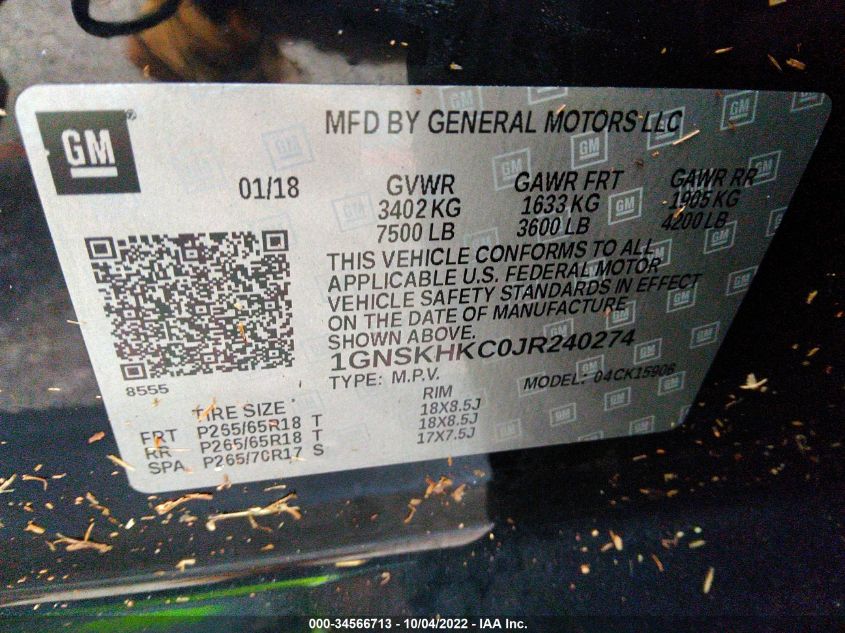 GM
MFD BY GENERAL MOTORS LLC
01/18
GVWR
3402 KG
7500 LB
GAWR FRT
1633 KG
3600 LB
GAWR RR
1905 KG
4200 LB
THIS VEHICLE CONFORMS TO ALL
APPLICABLE U.S. FEDERAL MOTOR
VEHICLE SAFETY STANDARDS IN EFFECT
ON THE DATE OF MANUFACTURE
SHOWN ABOVE.
1GNSKHKC0JR240274
TYPE: M.P.V.
MODEL: 04CK15906
8555
TIRE SIZE RIM
FRT P265/65R18 T 18X8.5J
RR P265/65R18 T 18X8.5J
SPA P265/70R17 S 17X7.5J
000-34566713 - 10/04/2022 - IAA Inc.